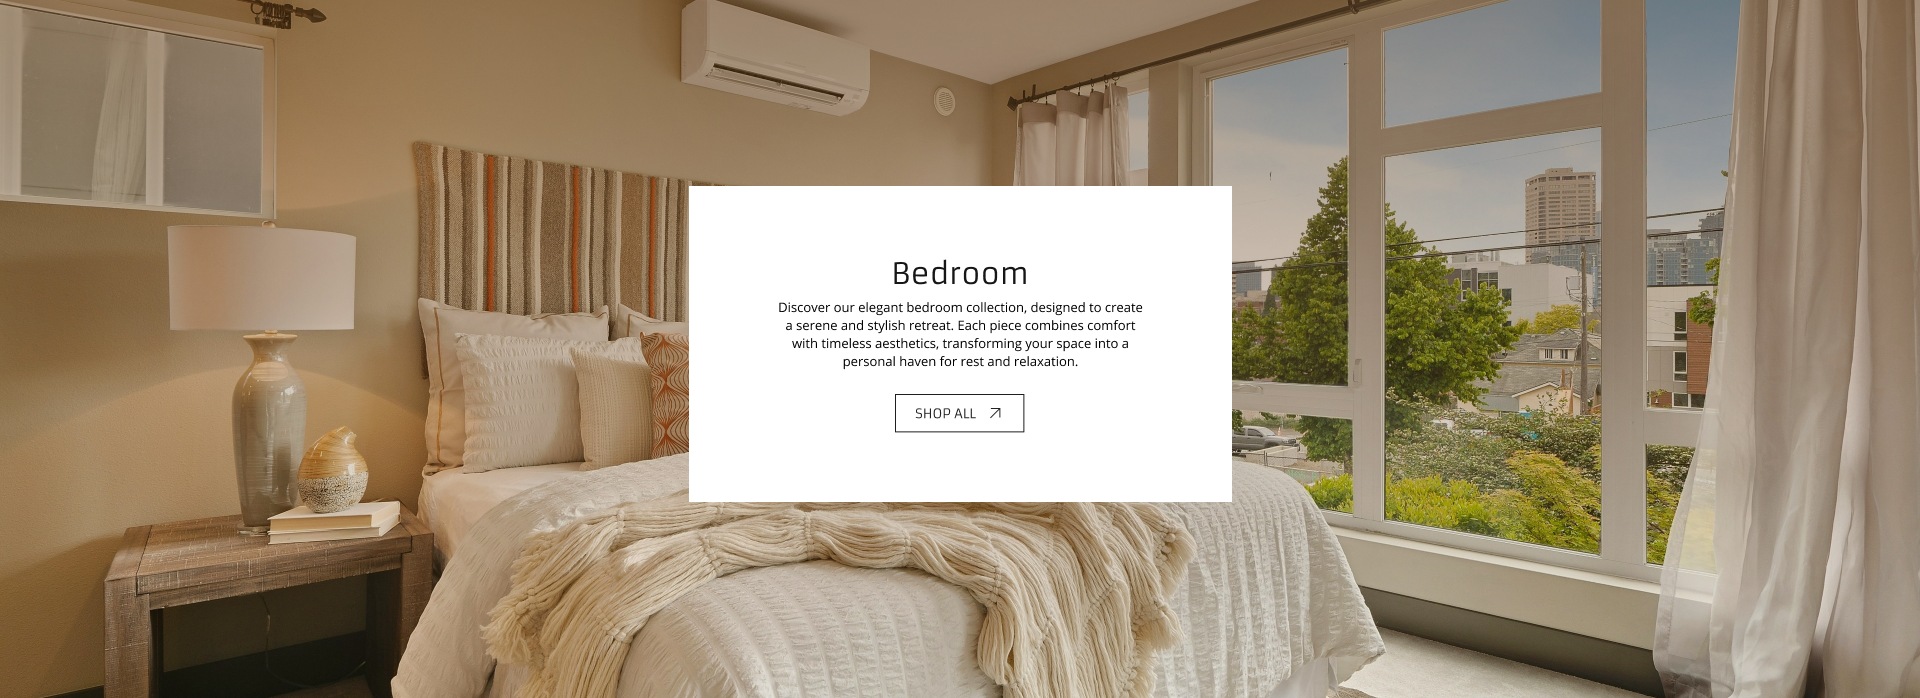 Bedroom
Discover our elegant bedroom collection, designed to create
a serene and stylish retreat. Each piece combines comfort
with timeless aesthetics, transforming your space into a
personal haven for rest and relaxation.
SHOP ALL